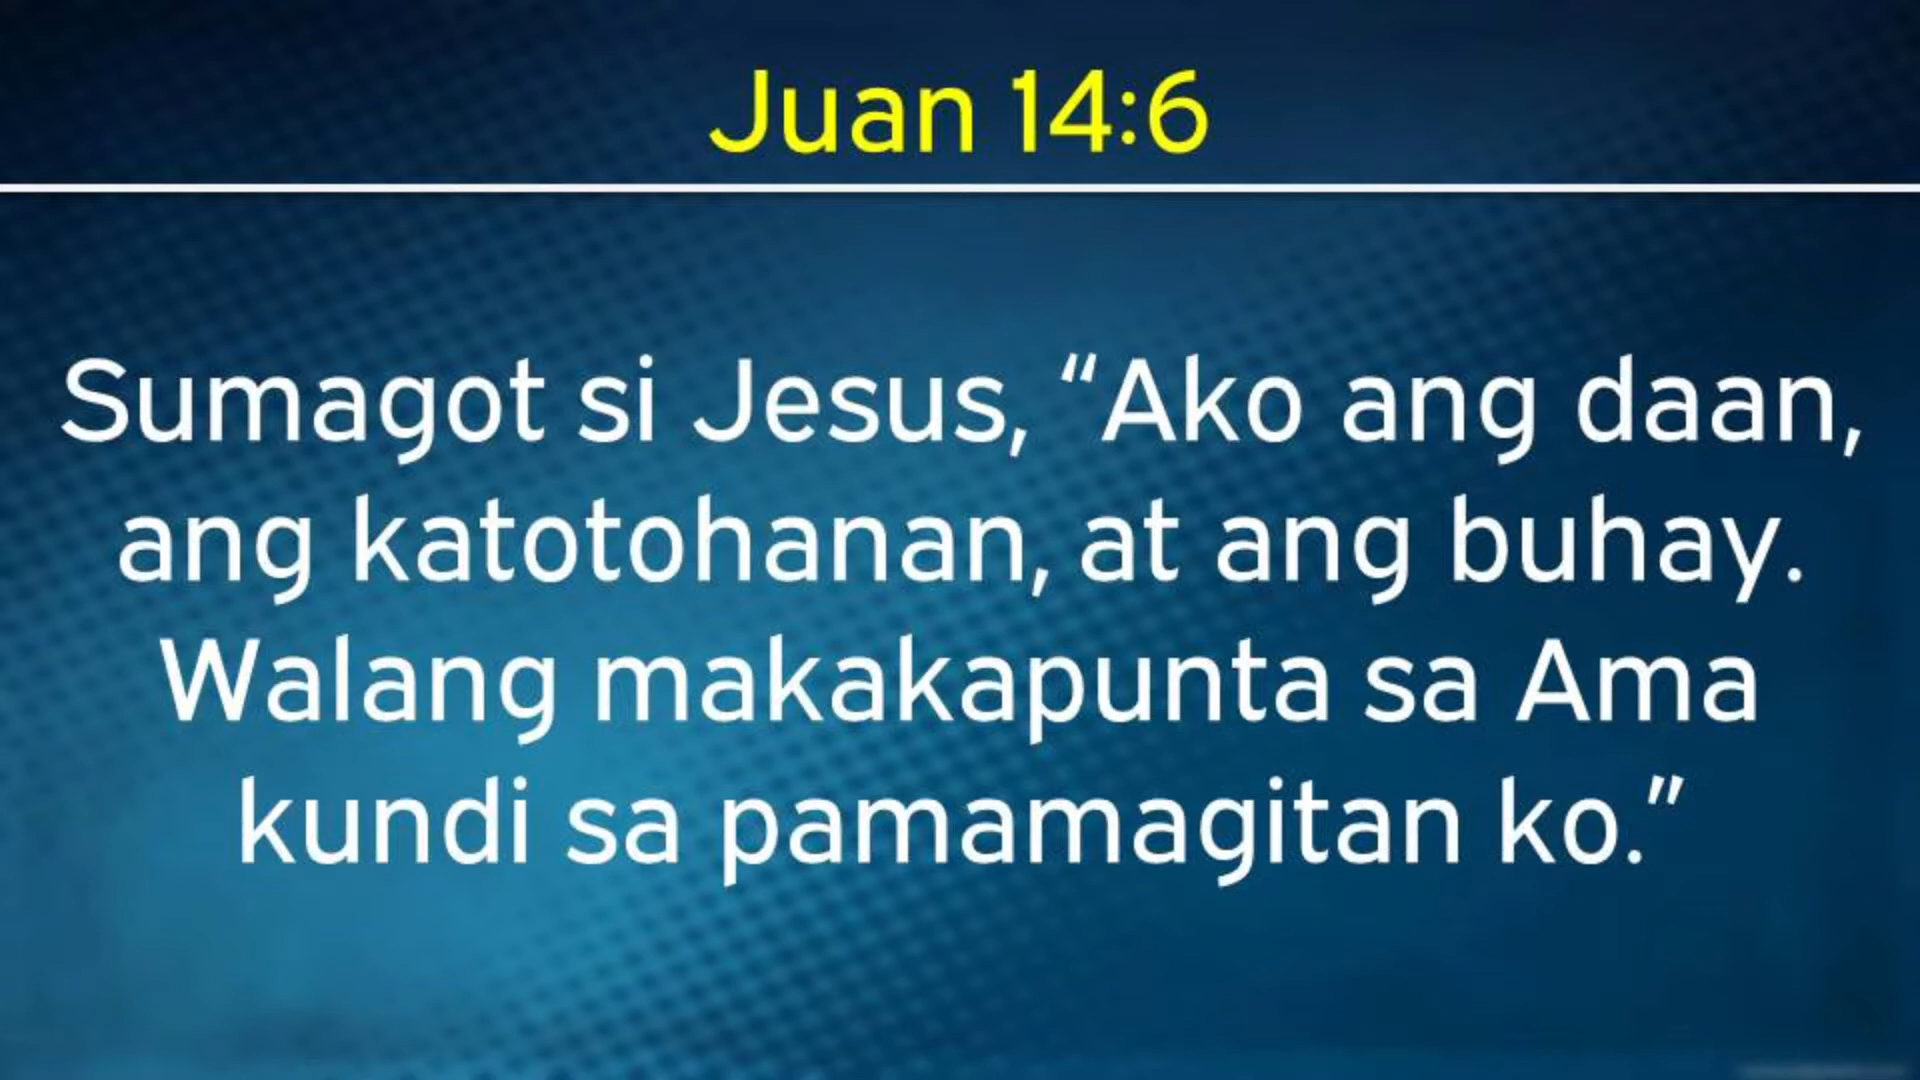 Juan 14:6
Sumagot si Jesus, “Ako ang daan,
ang katotohanan, at ang buhay.
Walang makakapunta sa Ama
kundi sa pamamagitan ko.”